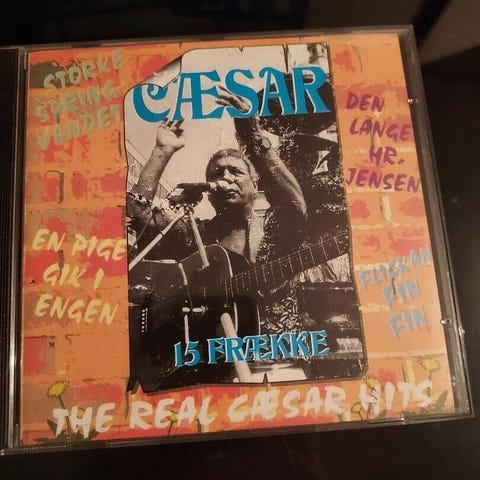 STORKE
SPRING
VANDET
CÆSAR
DEN
LANGE
HR.
JENSEN
EN PIGE
GIK I
ENGEN
FIN
FIN
15 FRÆKKE
THE REAL CÆSAR HITS